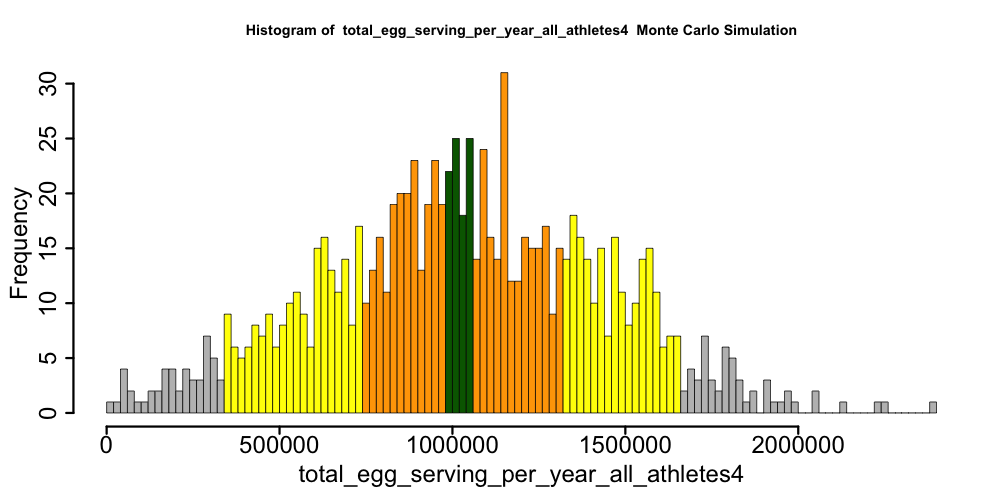 Histogram of  total_egg_serving_per_year_all_athletes4  Monte Carlo Simulation
30
25
20
15
10
5
0
Frequency
0 500000 1000000 1500000 2000000
total_egg_serving_per_year_all_athletes4